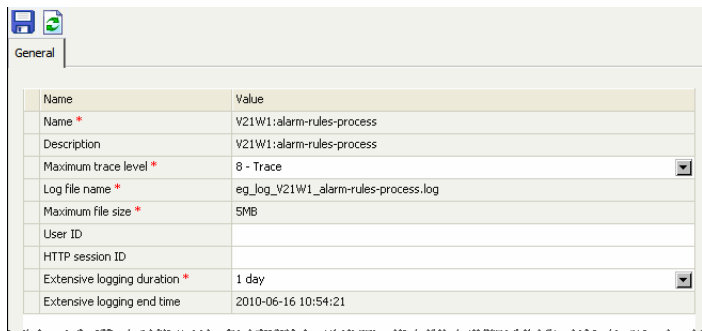 General
Name Value
Name * V21W1:alarm-rules-process
Description V21W1:alarm-rules-process
Maximum trace level * 8 - Trace
Log file name * eg_log_V21W1_alarm-rules-process.log
Maximum file size * 5MB
User ID
HTTP session ID
Extensive logging duration * 1 day
Extensive logging end time 2010-06-16 10:54:21